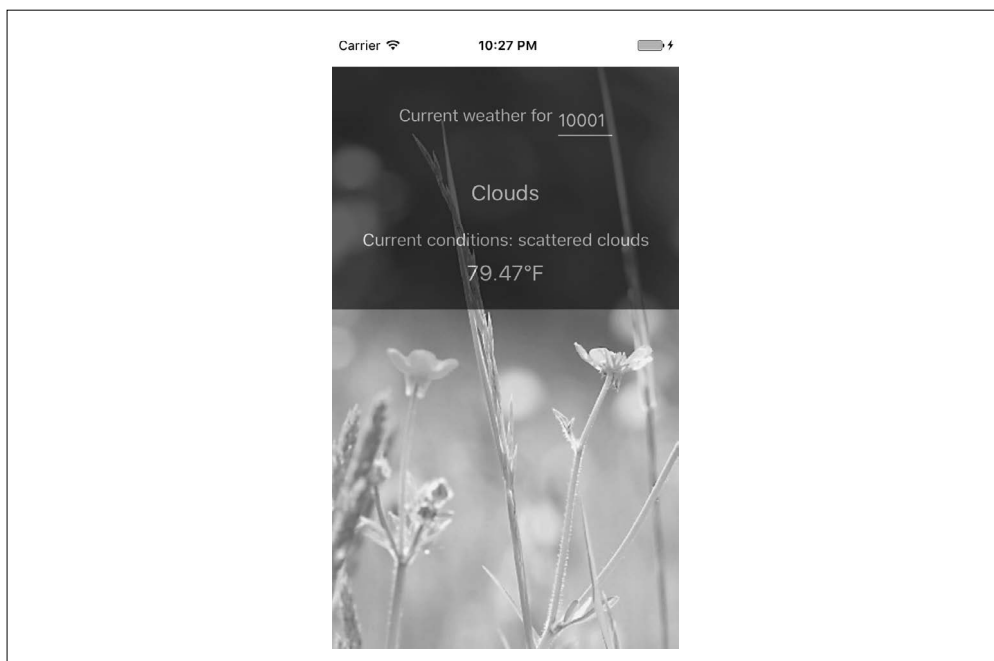 Carrier 10:27 PM
Current weather for 10001
Clouds
Current conditions: scattered clouds
79.47°F